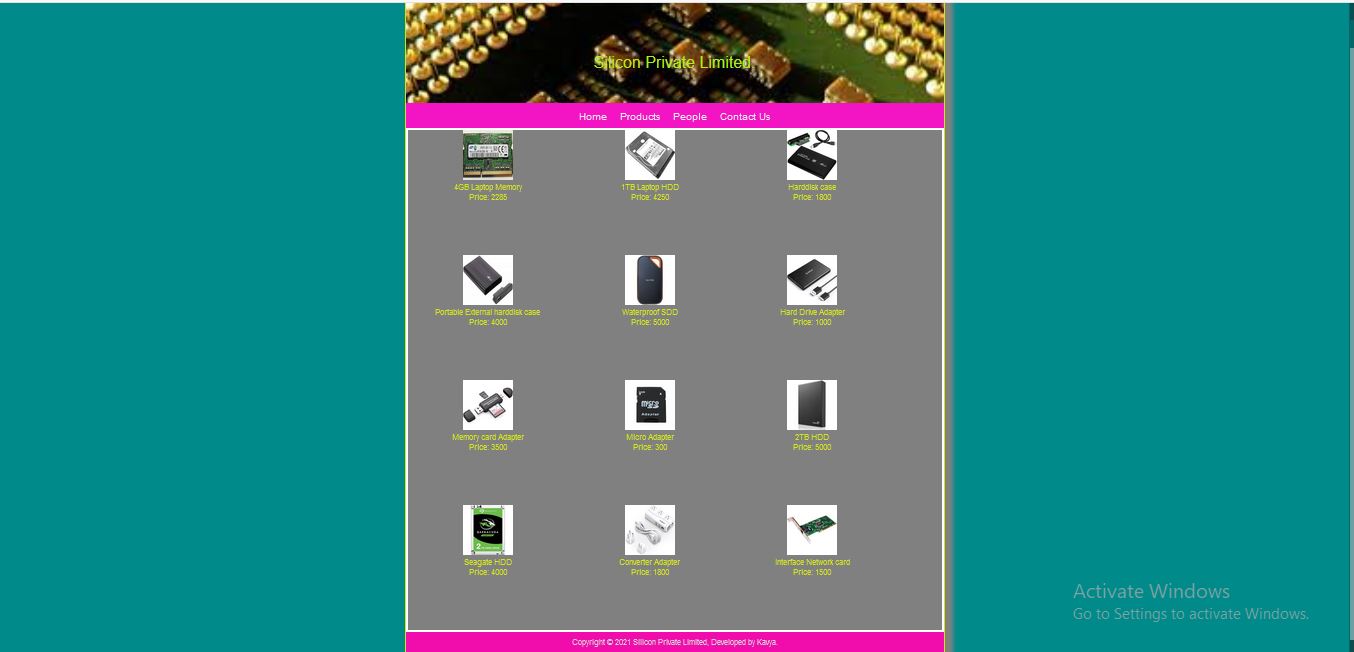 Silicon Private Limited
Home Products People Contact Us
4GB Laptop Memory
Price: 2285
1TB Laptop HDD
Price: 4250
Harddisk case
Price: 1800
Portable External harddisk case
Price: 4000
Waterproof SDD
Price: 5000
Hard Drive Adapter
Price: 1000
Memory card Adapter
Price: 3500
Micro
Adapter
Micro Adapter
Price: 300
2TB HDD
Price: 5000
BARRACUDA
2
Seagate HDD
Price: 4000
Converter Adapter
Price: 1800
Interface Network card
Price: 1500
Activate Windows
Go to Settings to activate Windows.
Copyright © 2021 Silicon Private Limited, Developed by Kavya.